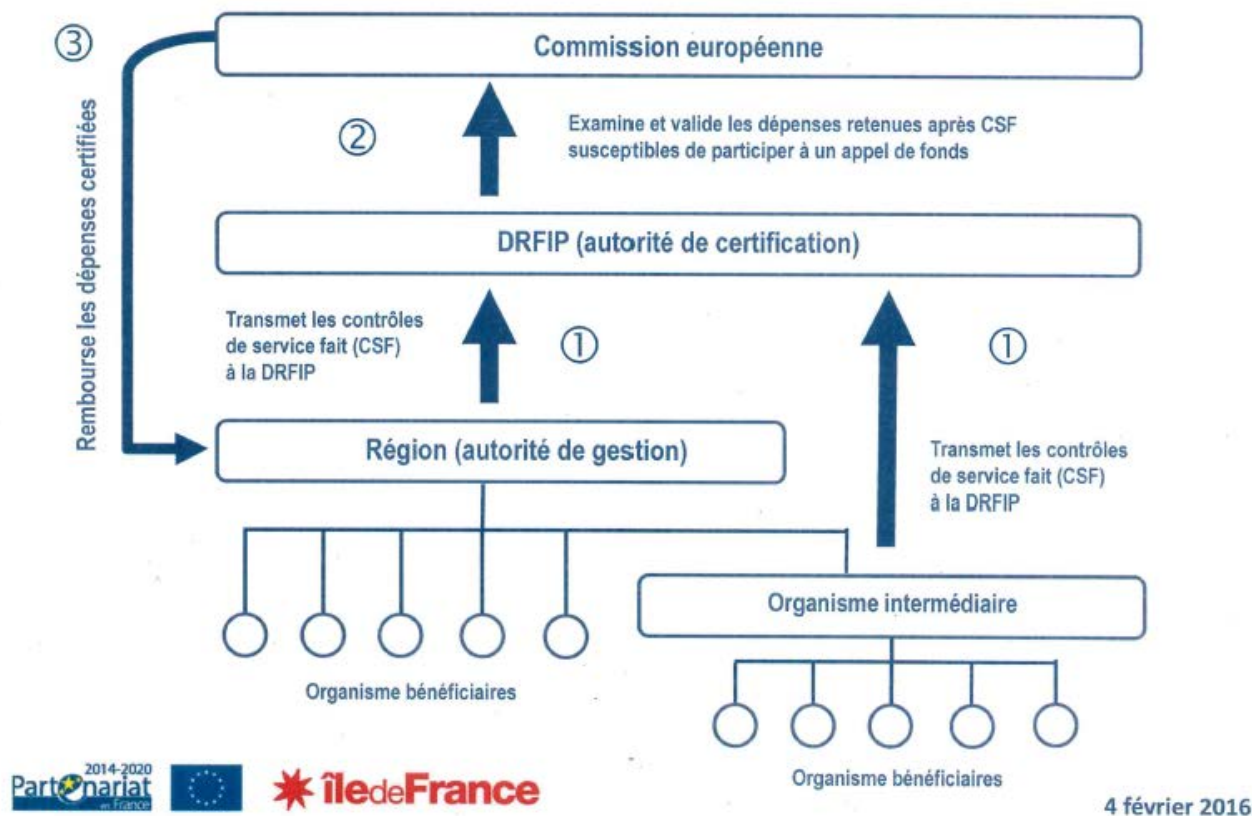 ③
Commission européenne
②
Examine et valide les dépenses retenues après CSF
susceptibles de participer à un appel de fonds
Rembourse les dépenses certifiées
DRFIP (autorité de certification)
Transmet les contrôles
de service fait (CSF)
à la DRFIP
①
①
Région (autorité de gestion)
Transmet les contrôles
de service fait (CSF)
à la DRFIP
Organisme intermédiaire
Organisme bénéficiaires
Organisme bénéficiaires
2014-2020
Partenariat
en France
îledeFrance
4 février 2016